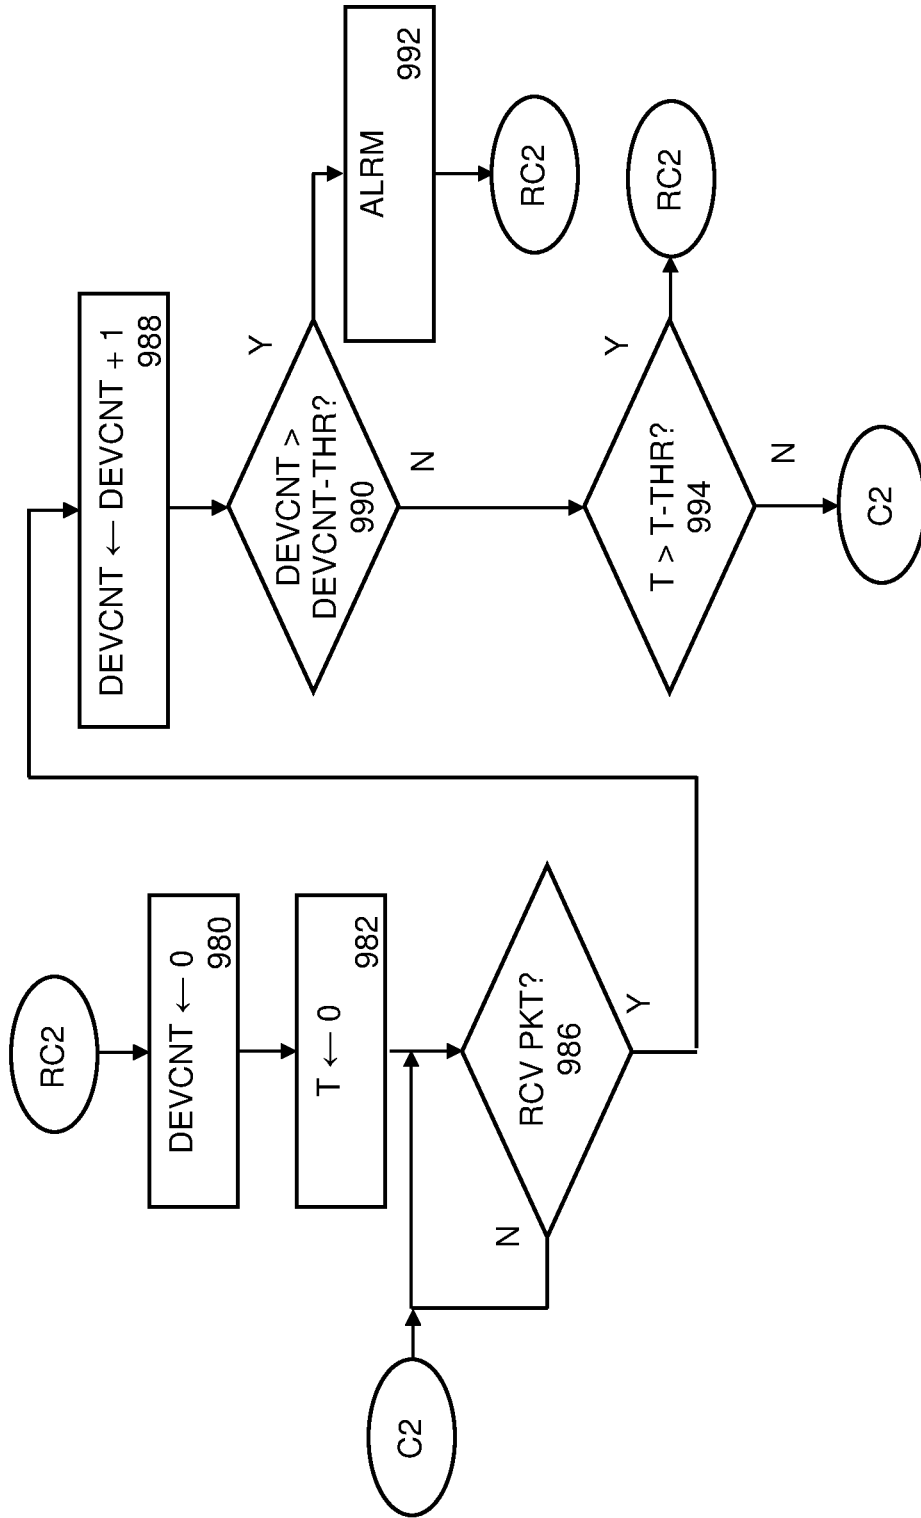 RC2
DEVCNT ← 0
980
T ← 0
982
C2
N
RCV PKT?
986
Y
DEVCNT ← DEVCNT + 1
988
DEVCNT >
DEVCNT-THR?
990
Y
N
ALRM
992
RC2
T > T-THR?
994
Y
RC2
N
C2